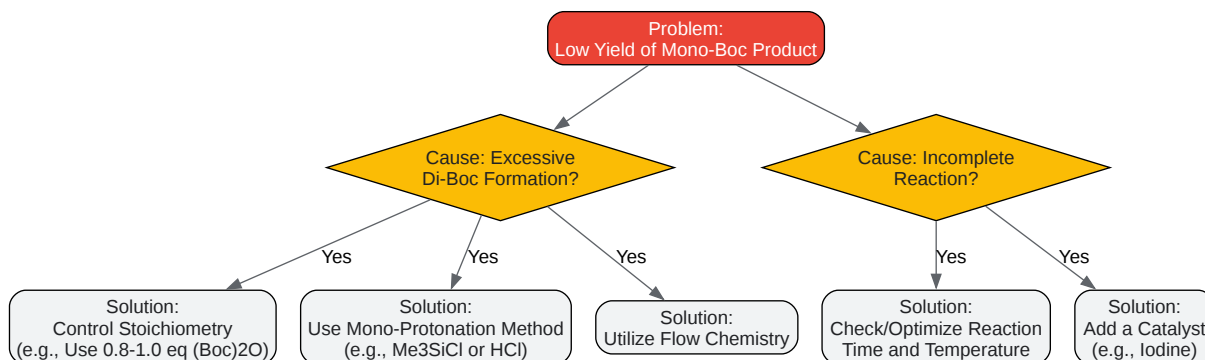 Problem:
Low Yield of Mono-Boc Product
Cause: Excessive
Di-Boc Formation?
Cause: Incomplete
Reaction?
Yes
Yes
Yes
Yes
Yes
Solution:
Control Stoichiometry
(e.g., Use 0.8-1.0 eq (Boc)2O)
Solution:
Use Mono-Protonation Method
(e.g., Me3SiCl or HCl)
Solution:
Utilize Flow Chemistry
Solution:
Check/Optimize Reaction
Time and Temperature
Solution:
Add a Catalyst
(e.g., Iodine)